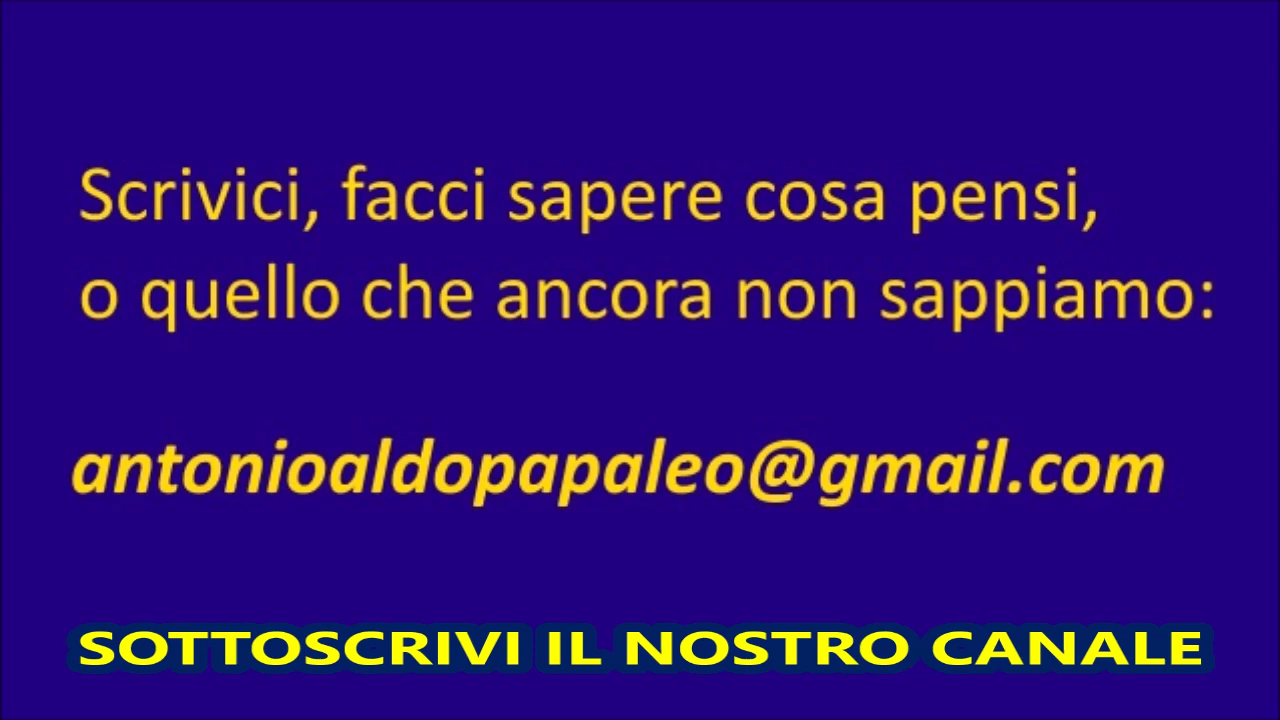 Scrivici, facci sapere cosa pensi,
o quello che ancora non sappiamo:
antonioaldopapaleo@gmail.com
SOTTOSCRIVI IL NOSTRO CANALE